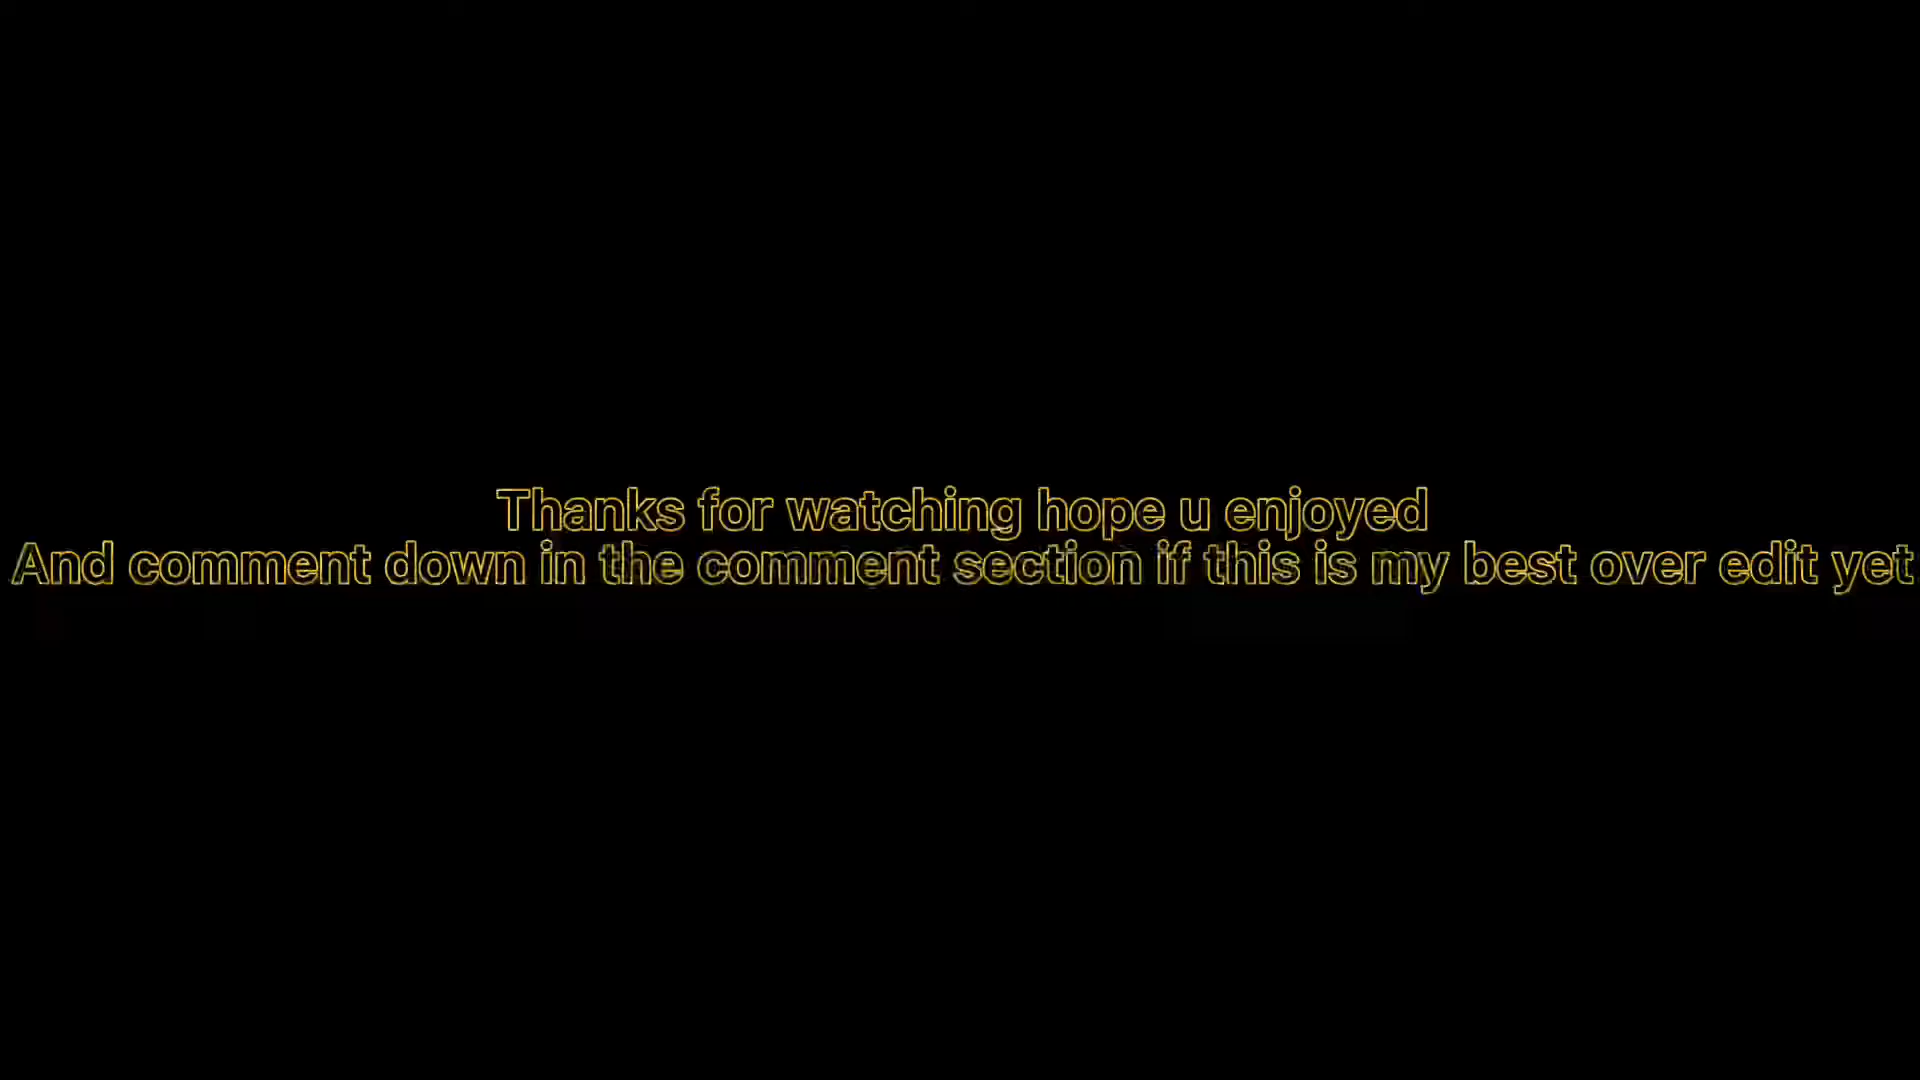 Thanks for watching hope u enjoyed
And comment down in the comment section if this is my best over edit yet